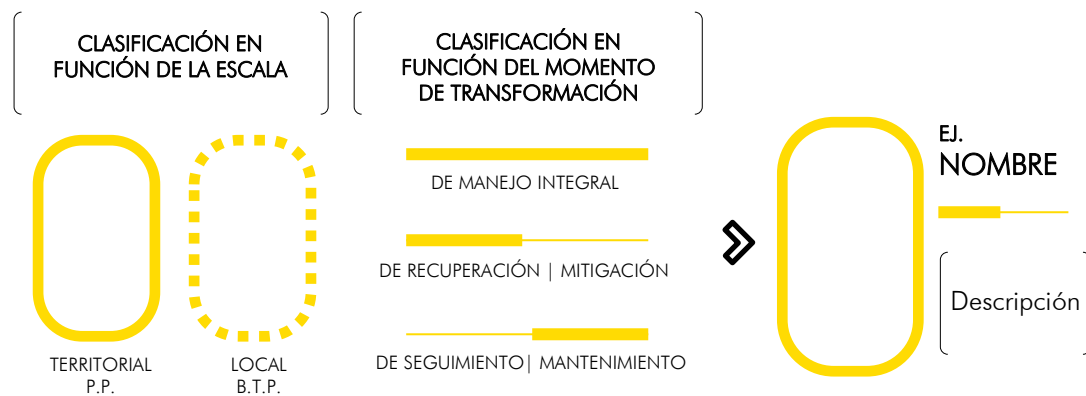 CLASIFICACIÓN EN
FUNCIÓN DE LA ESCALA
CLASIFICACIÓN EN
FUNCIÓN DEL MOMENTO
DE TRANSFORMACIÓN
TERRITORIAL
P.P.
LOCAL
B.T.P.
DE MANEJO INTEGRAL
DE RECUPERACIÓN | MITIGACIÓN
DE SEGUIMIENTO| MANTENIMIENTO
EJ.
NOMBRE
Descripción